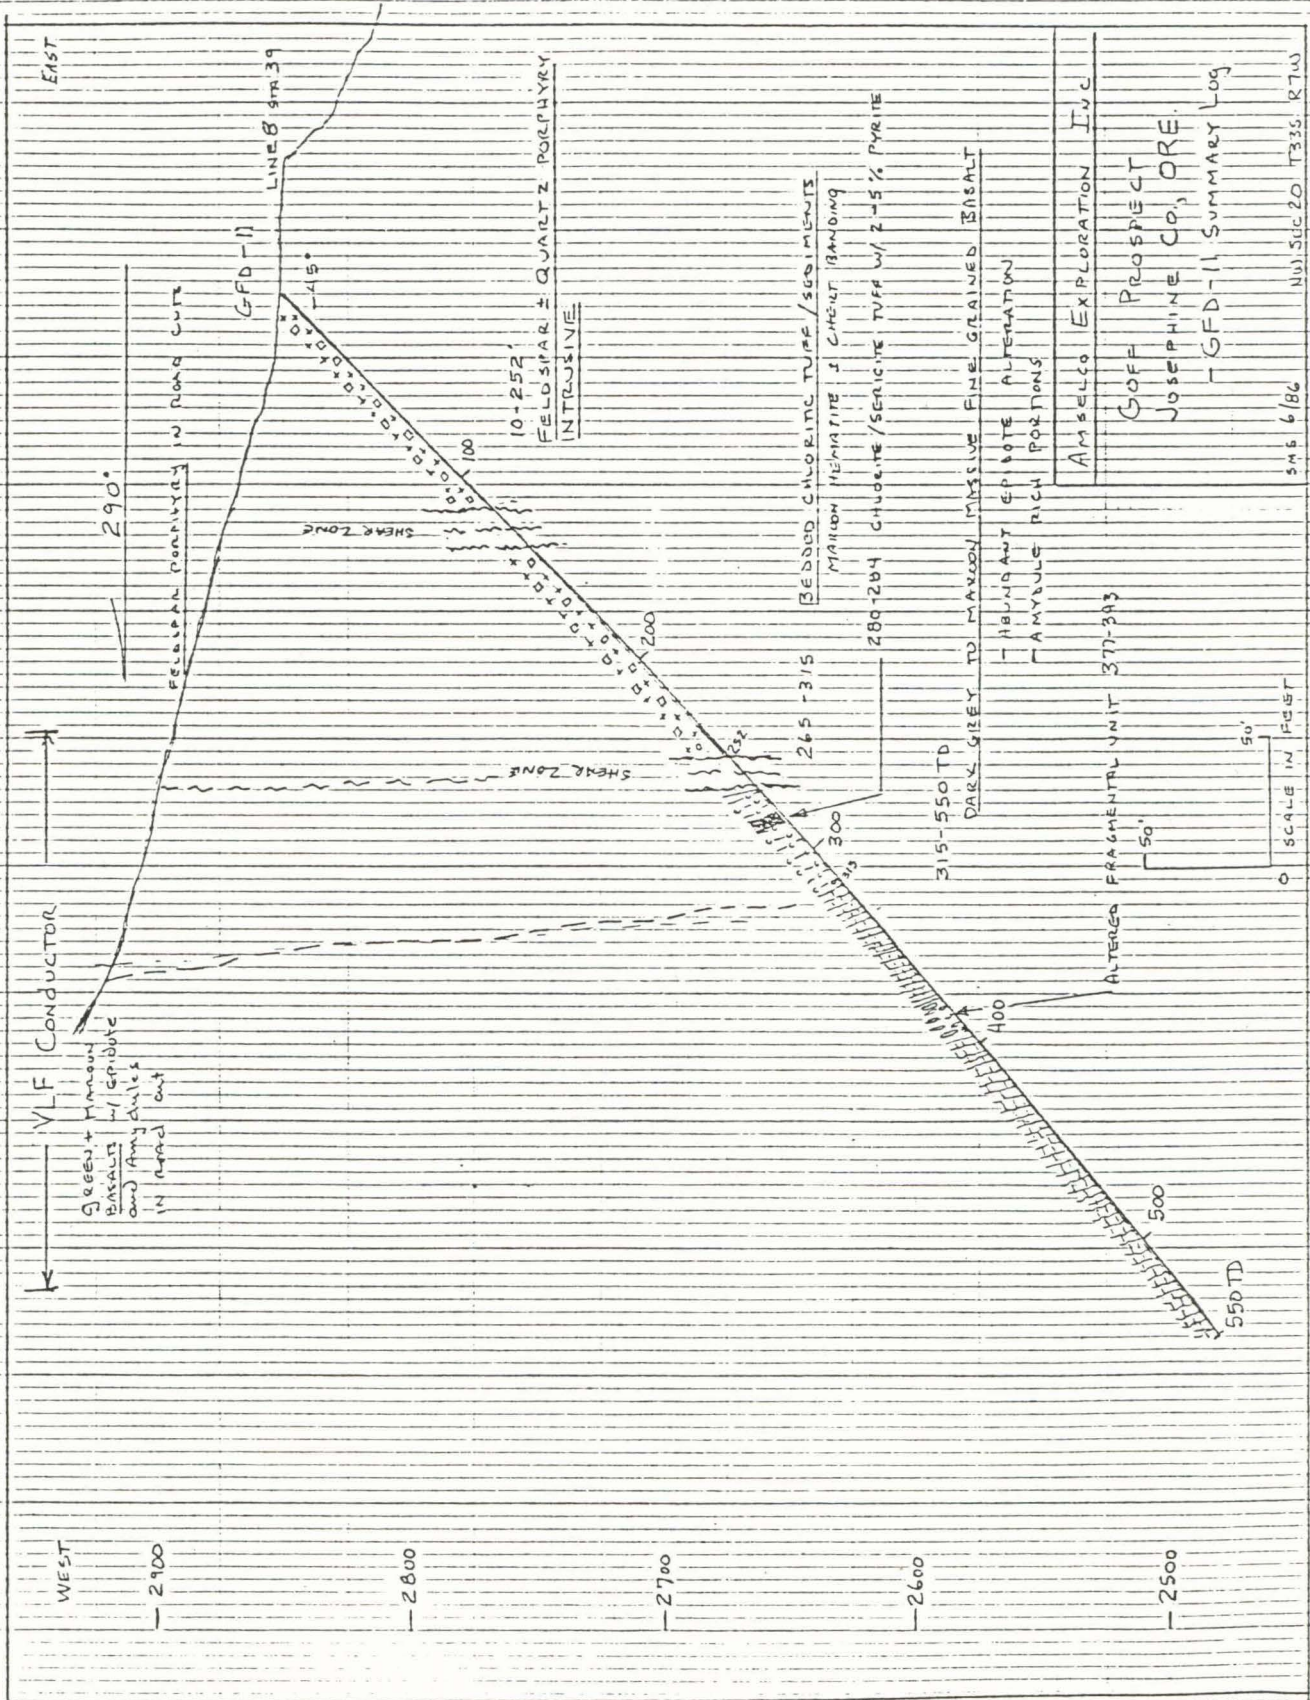 WEST
EAST
VLF CONDUCTOR
GREEN + MAROON
BASALTS W/ EPIDOTE
and Amydules
IN ROAD cut
290°
FELDSPAR PORPHYRY IN ROAD CUTS
GFD-11
LINE 8 STA 39
-45°
2900
2800
2700
2600
2500
SHEAR ZONE
SHEAR ZONE
100
200
252
300
315
400
500
550 TD
10-252'
FELDSPAR ± QUARTZ PORPHYRY
INTRUSIVE
265-315
BEDDED CHLORITIC TUFF/SEDIMENTS
MAROON HEMATITE ± CHERT BANDING
280-284 CHLORITE/SERICITE TUFF W/ 2-5% PYRITE
315-550 TD
DARK GREY TO MAROON MASSIVE FINE GRAINED BASALT
- ABUNDANT EPIDOTE ALTERATION
- AMYDULE RICH PORTIONS
ALTERED FRAGMENTAL UNIT 377-393
50'
50'
0 SCALE IN FEET
AMSELCO EXPLORATION INC
GOFF PROSPECT
JOSEPHINE CO., ORE.
- GFD-11 SUMMARY LOG
SMS 6/86 NW SEC 20 T33S R7W